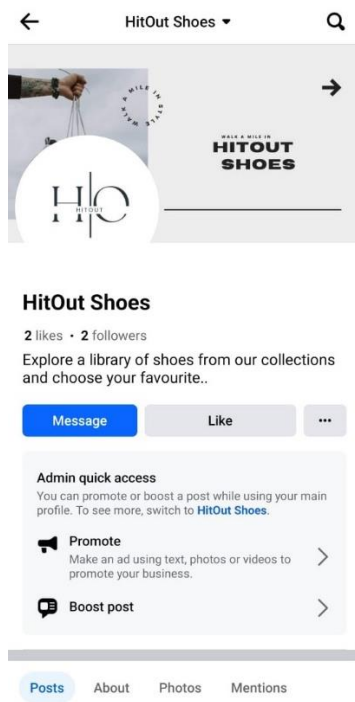 HitOut Shoes
WALK A MILE IN STYLE
WALK A MILE IN
HITOUT
SHOES
H|O
HITOUT
HitOut Shoes
2 likes • 2 followers
Explore a library of shoes from our collections
and choose your favourite..
Message
Like
Admin quick access
You can promote or boost a post while using your main
profile. To see more, switch to HitOut Shoes.
Promote
Make an ad using text, photos or videos to
promote your business.
Boost post
Posts About Photos Mentions